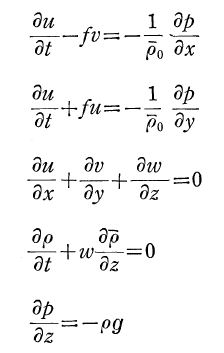 ∂u/∂t − fv = − 1/ρ̄₀ ∂p/∂x
∂u/∂t + fu = − 1/ρ̄₀ ∂p/∂y
∂u/∂x + ∂v/∂y + ∂w/∂z = 0
∂ρ/∂t + w ∂ρ̄/∂z = 0
∂p/∂z = −ρg